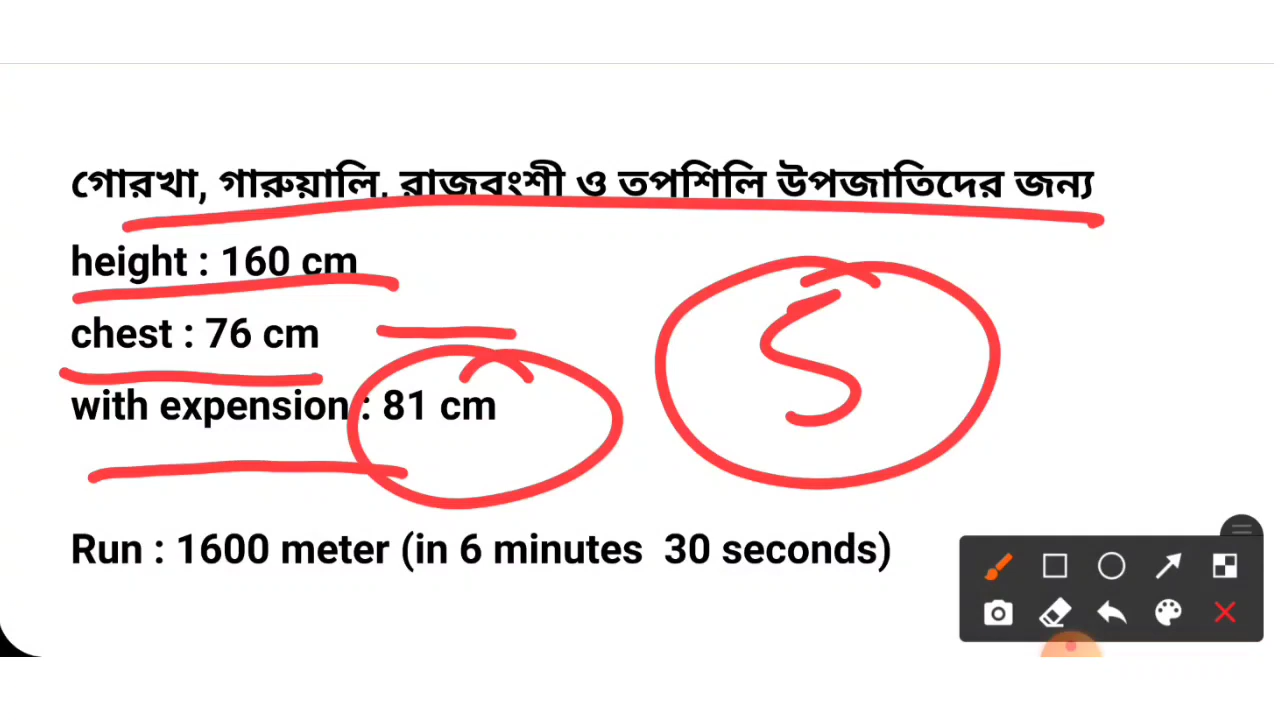 গোরখা, গারুয়ালি, রাজবংশী ও তপশিলি উপজাতিদের জন্য
height : 160 cm
chest : 76 cm
with expension : 81 cm
5
Run : 1600 meter (in 6 minutes 30 seconds)